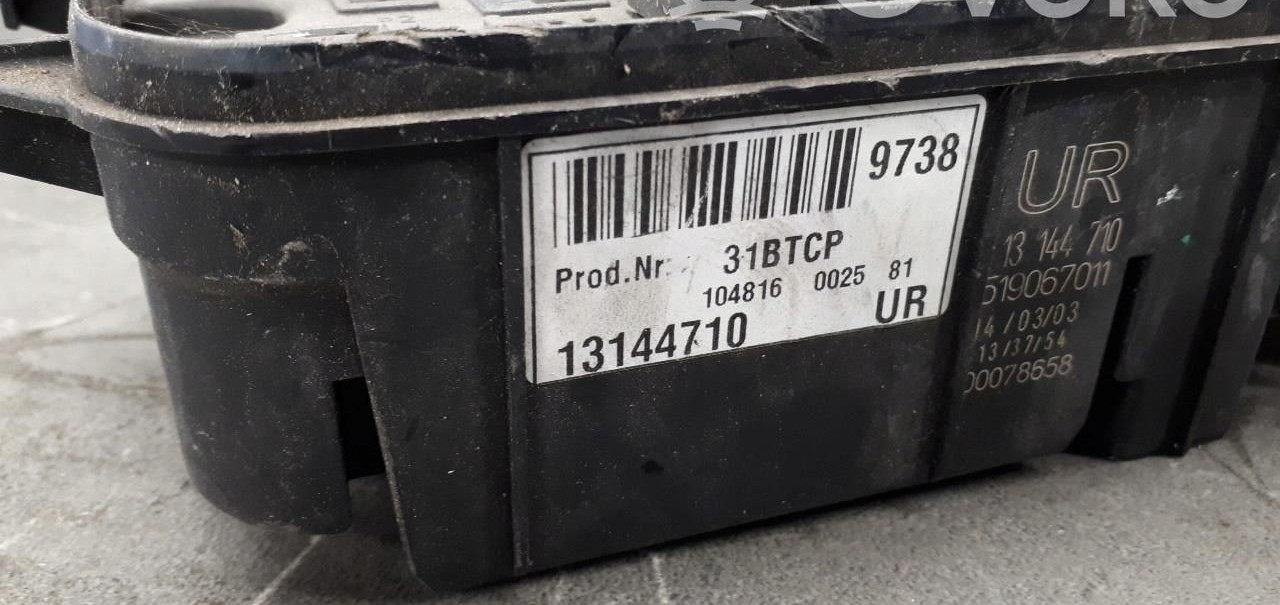 9738
Prod.Nr. 31BTCP
104816 0025 81
13144710 UR
UR
13 144 710
519067011
14/03/03
13/37/54
00078658